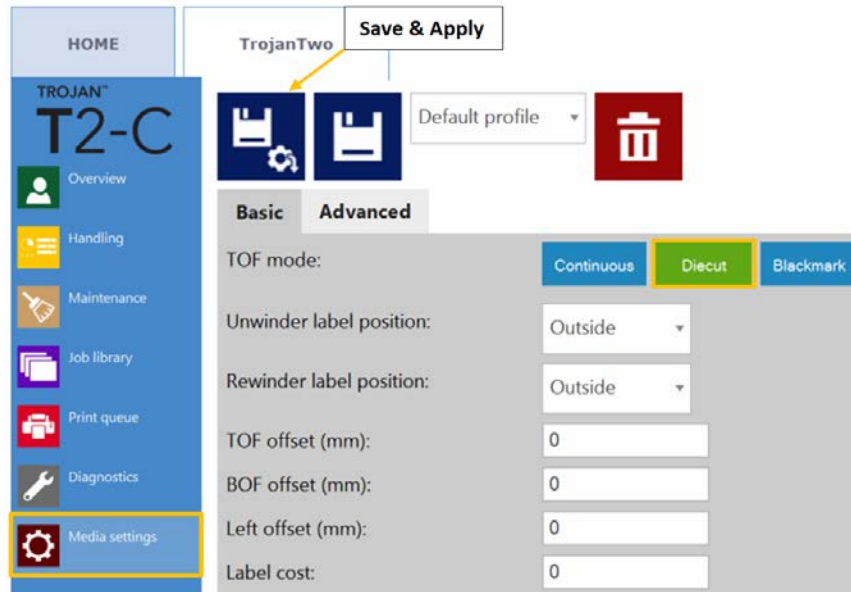 Save & Apply
HOME
TrojanTwo
TROJAN™
T2-C
Default profile
Overview
Handling
Maintenance
Job library
Print queue
Diagnostics
Media settings
Basic
Advanced
TOF mode:
Continuous
Diecut
Blackmark
Unwinder label position:
Outside
Rewinder label position:
Outside
TOF offset (mm):
0
BOF offset (mm):
0
Left offset (mm):
0
Label cost:
0